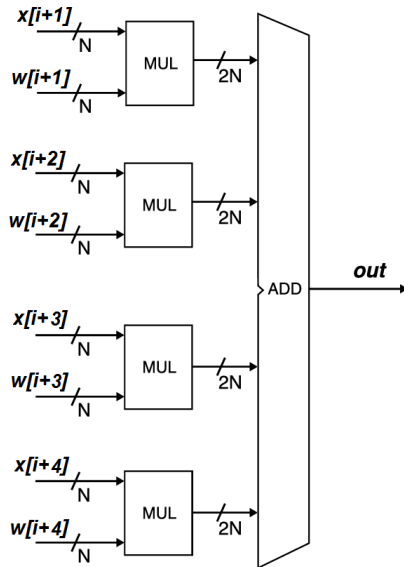 x[i+1]
N
w[i+1]
N
MUL
2N
x[i+2]
N
w[i+2]
N
MUL
2N
ADD
out
x[i+3]
N
w[i+3]
N
MUL
2N
x[i+4]
N
w[i+4]
N
MUL
2N